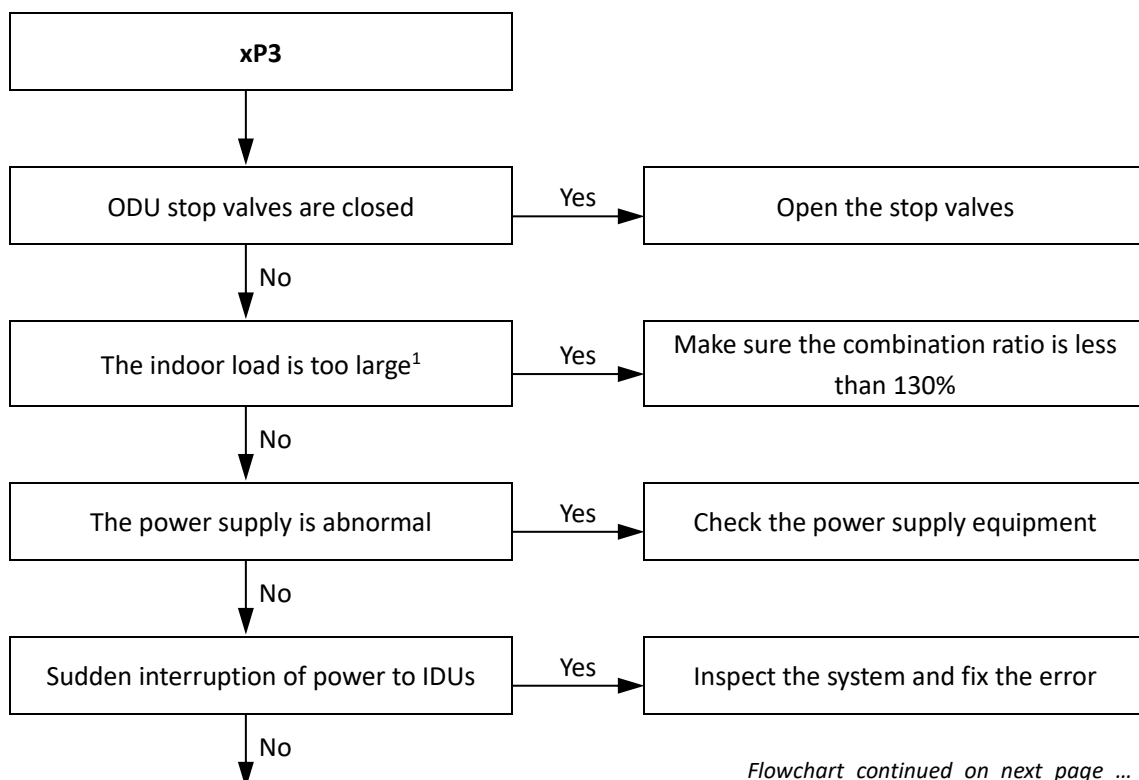 xP3
ODU stop valves are closed
Yes
Open the stop valves
No
The indoor load is too large¹
Yes
Make sure the combination ratio is less
than 130%
No
The power supply is abnormal
Yes
Check the power supply equipment
No
Sudden interruption of power to IDUs
Yes
Inspect the system and fix the error
No
Flowchart continued on next page …